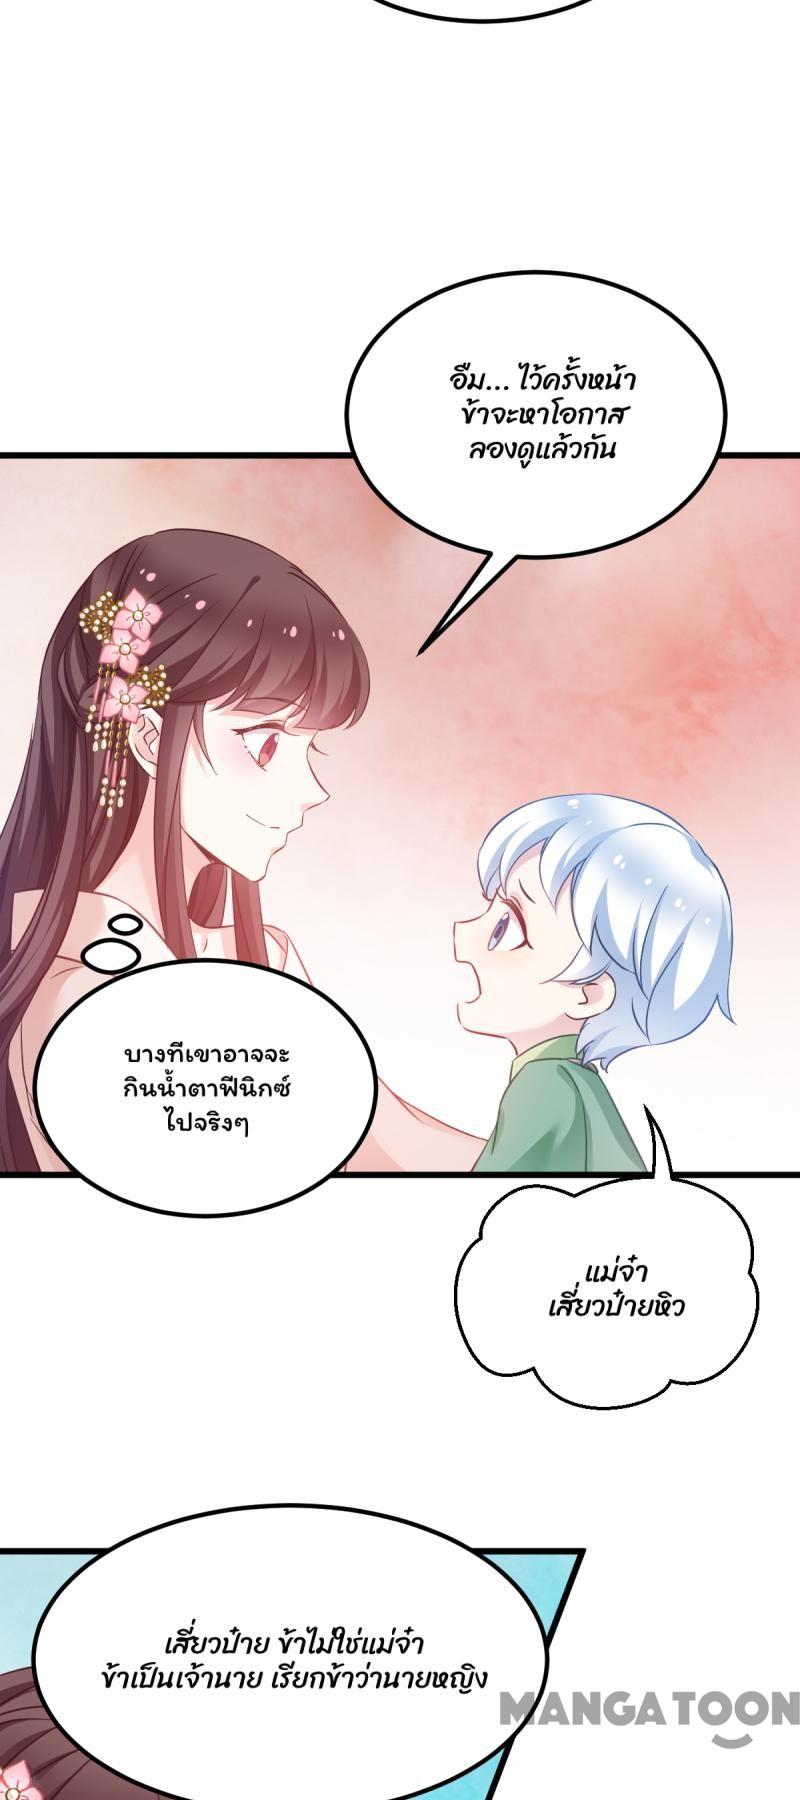 อืม... ไว้ครั้งหน้า
ข้าจะหาโอกาส
ลองดูแล้วกัน
บางทีเขาอาจจะ
กินน้ำตาฟีนิกซ์
ไปจริงๆ
แม่จ๋า
เสี่ยวป๋ายหิว
เสี่ยวป๋าย ข้าไม่ใช่แม่จ๋า
ข้าเป็นเจ้านาย เรียกข้าว่านายหญิง
MANGATOON